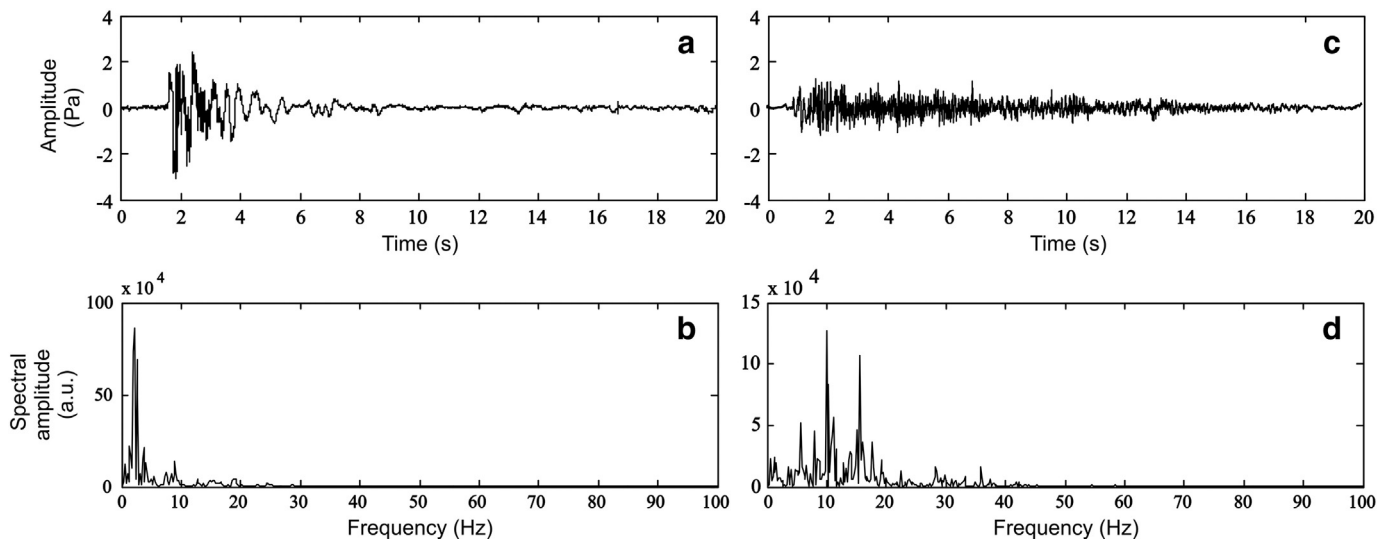 a
4
2
0
-2
-4
Amplitude
(Pa)
0 2 4 6 8 10 12 14 16 18 20
Time (s)
c
4
2
0
-2
-4
0 2 4 6 8 10 12 14 16 18 20
Time (s)
b
x 10 4
100
50
0
Spectral
amplitude
(a.u.)
0 10 20 30 40 50 60 70 80 90 100
Frequency (Hz)
d
x 10 4
15
10
5
0
0 10 20 30 40 50 60 70 80 90 100
Frequency (Hz)